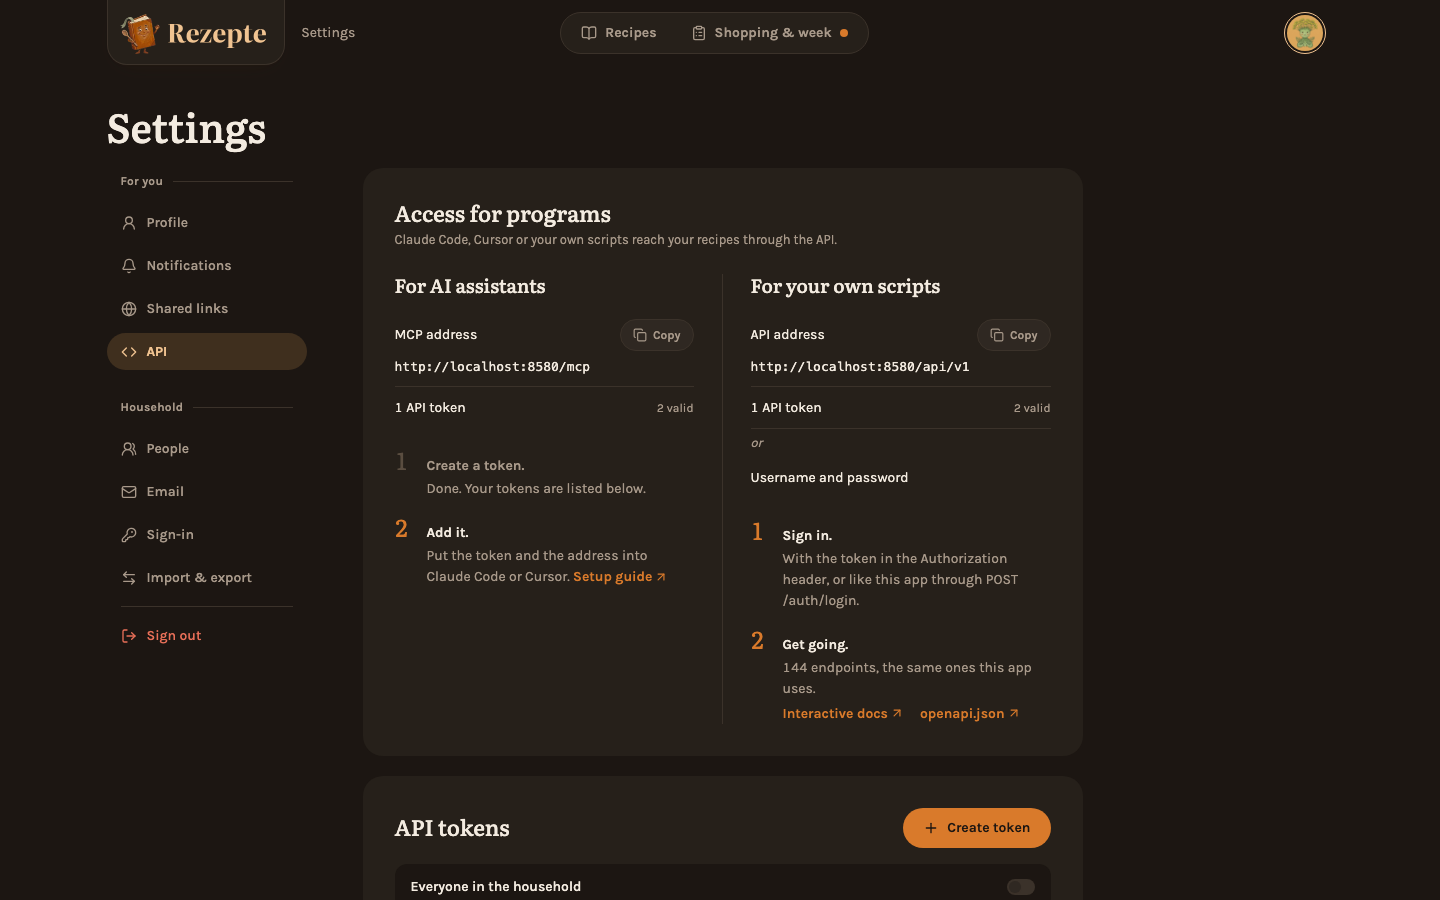 Rezepte
Settings
Recipes
Shopping & week
Settings
For you
Profile
Notifications
Shared links
API
Household
People
Email
Sign-in
Import & export
Sign out
Access for programs
Claude Code, Cursor or your own scripts reach your recipes through the API.
For AI assistants
MCP address
Copy
http://localhost:8580/mcp
1 API token
2 valid
1
Create a token.
Done. Your tokens are listed below.
2
Add it.
Put the token and the address into
Claude Code or Cursor. Setup guide
For your own scripts
API address
Copy
http://localhost:8580/api/v1
1 API token
2 valid
or
Username and password
1
Sign in.
With the token in the Authorization
header, or like this app through POST
/auth/login.
2
Get going.
144 endpoints, the same ones this app
uses.
Interactive docs
openapi.json
API tokens
Create token
Everyone in the household